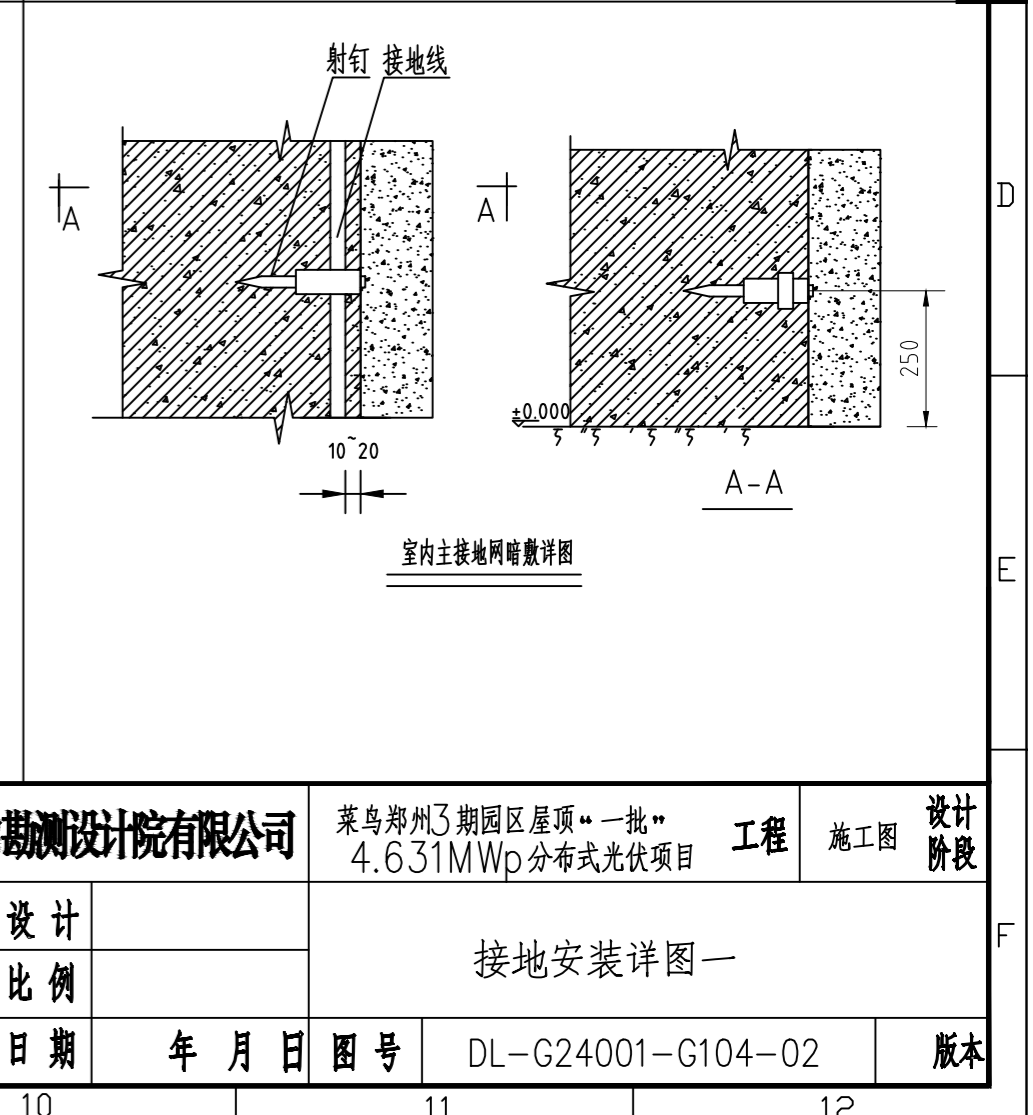 射钉 接地线
D
A
A
250
±0.000
10~20
A-A
室内主接地网暗敷详图
E
勘测设计院有限公司
菜鸟郑州3期园区屋顶“一批”
4.631MWp分布式光伏项目
工程
施工图
设计
阶段
设 计
F
接地安装详图一
比 例
日 期
年 月 日
图 号
DL-G24001-G104-02
版本
10
11
12